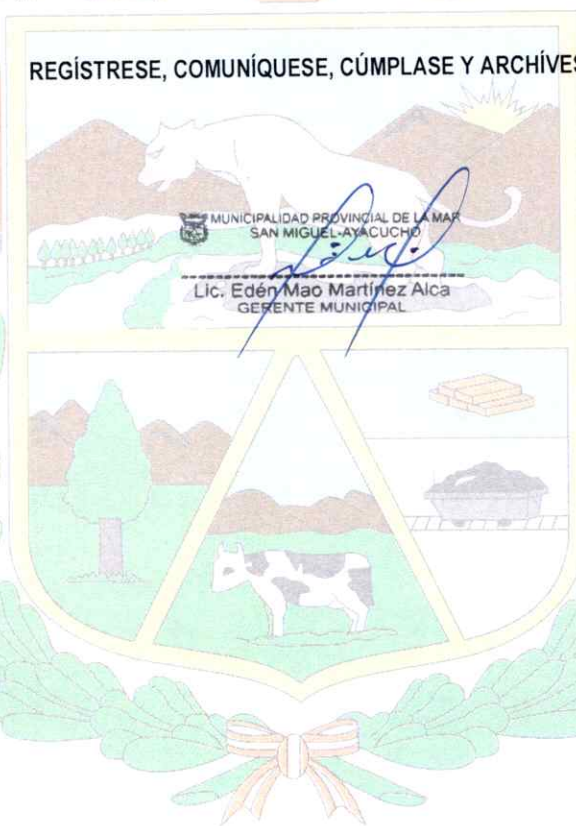 REGÍSTRESE, COMUNÍQUESE, CÚMPLASE Y ARCHÍVES
MUNICIPALIDAD PROVINCIAL DE LA MAR
SAN MIGUEL-AYACUCHO
Lic. Edén Mao Martínez Alca
GERENTE MUNICIPAL